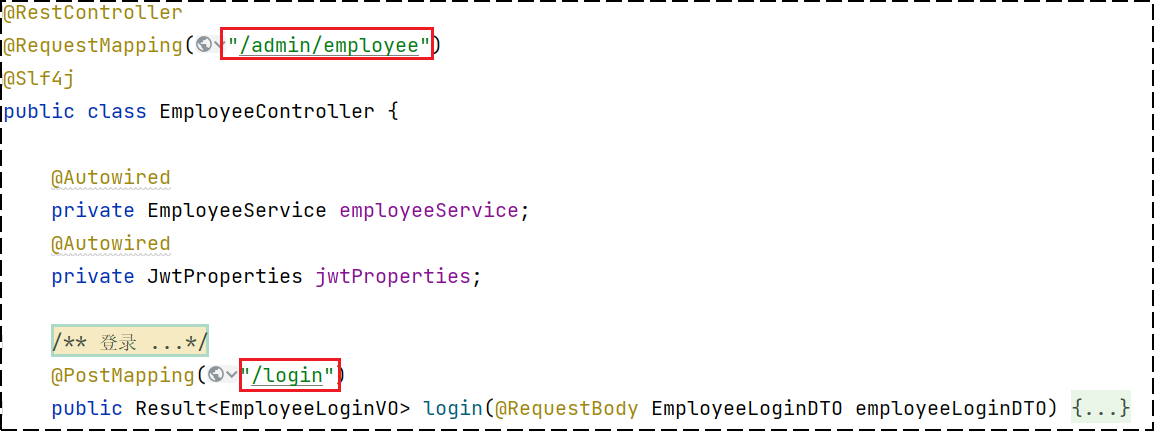 @RestController
@RequestMapping("/admin/employee")
@Slf4j
public class EmployeeController {
@Autowired
private EmployeeService employeeService;
@Autowired
private JwtProperties jwtProperties;
/** 登录 ...*/
@PostMapping("/login")
public Result<EmployeeLoginVO> login(@RequestBody EmployeeLoginDTO employeeLoginDTO) {...}